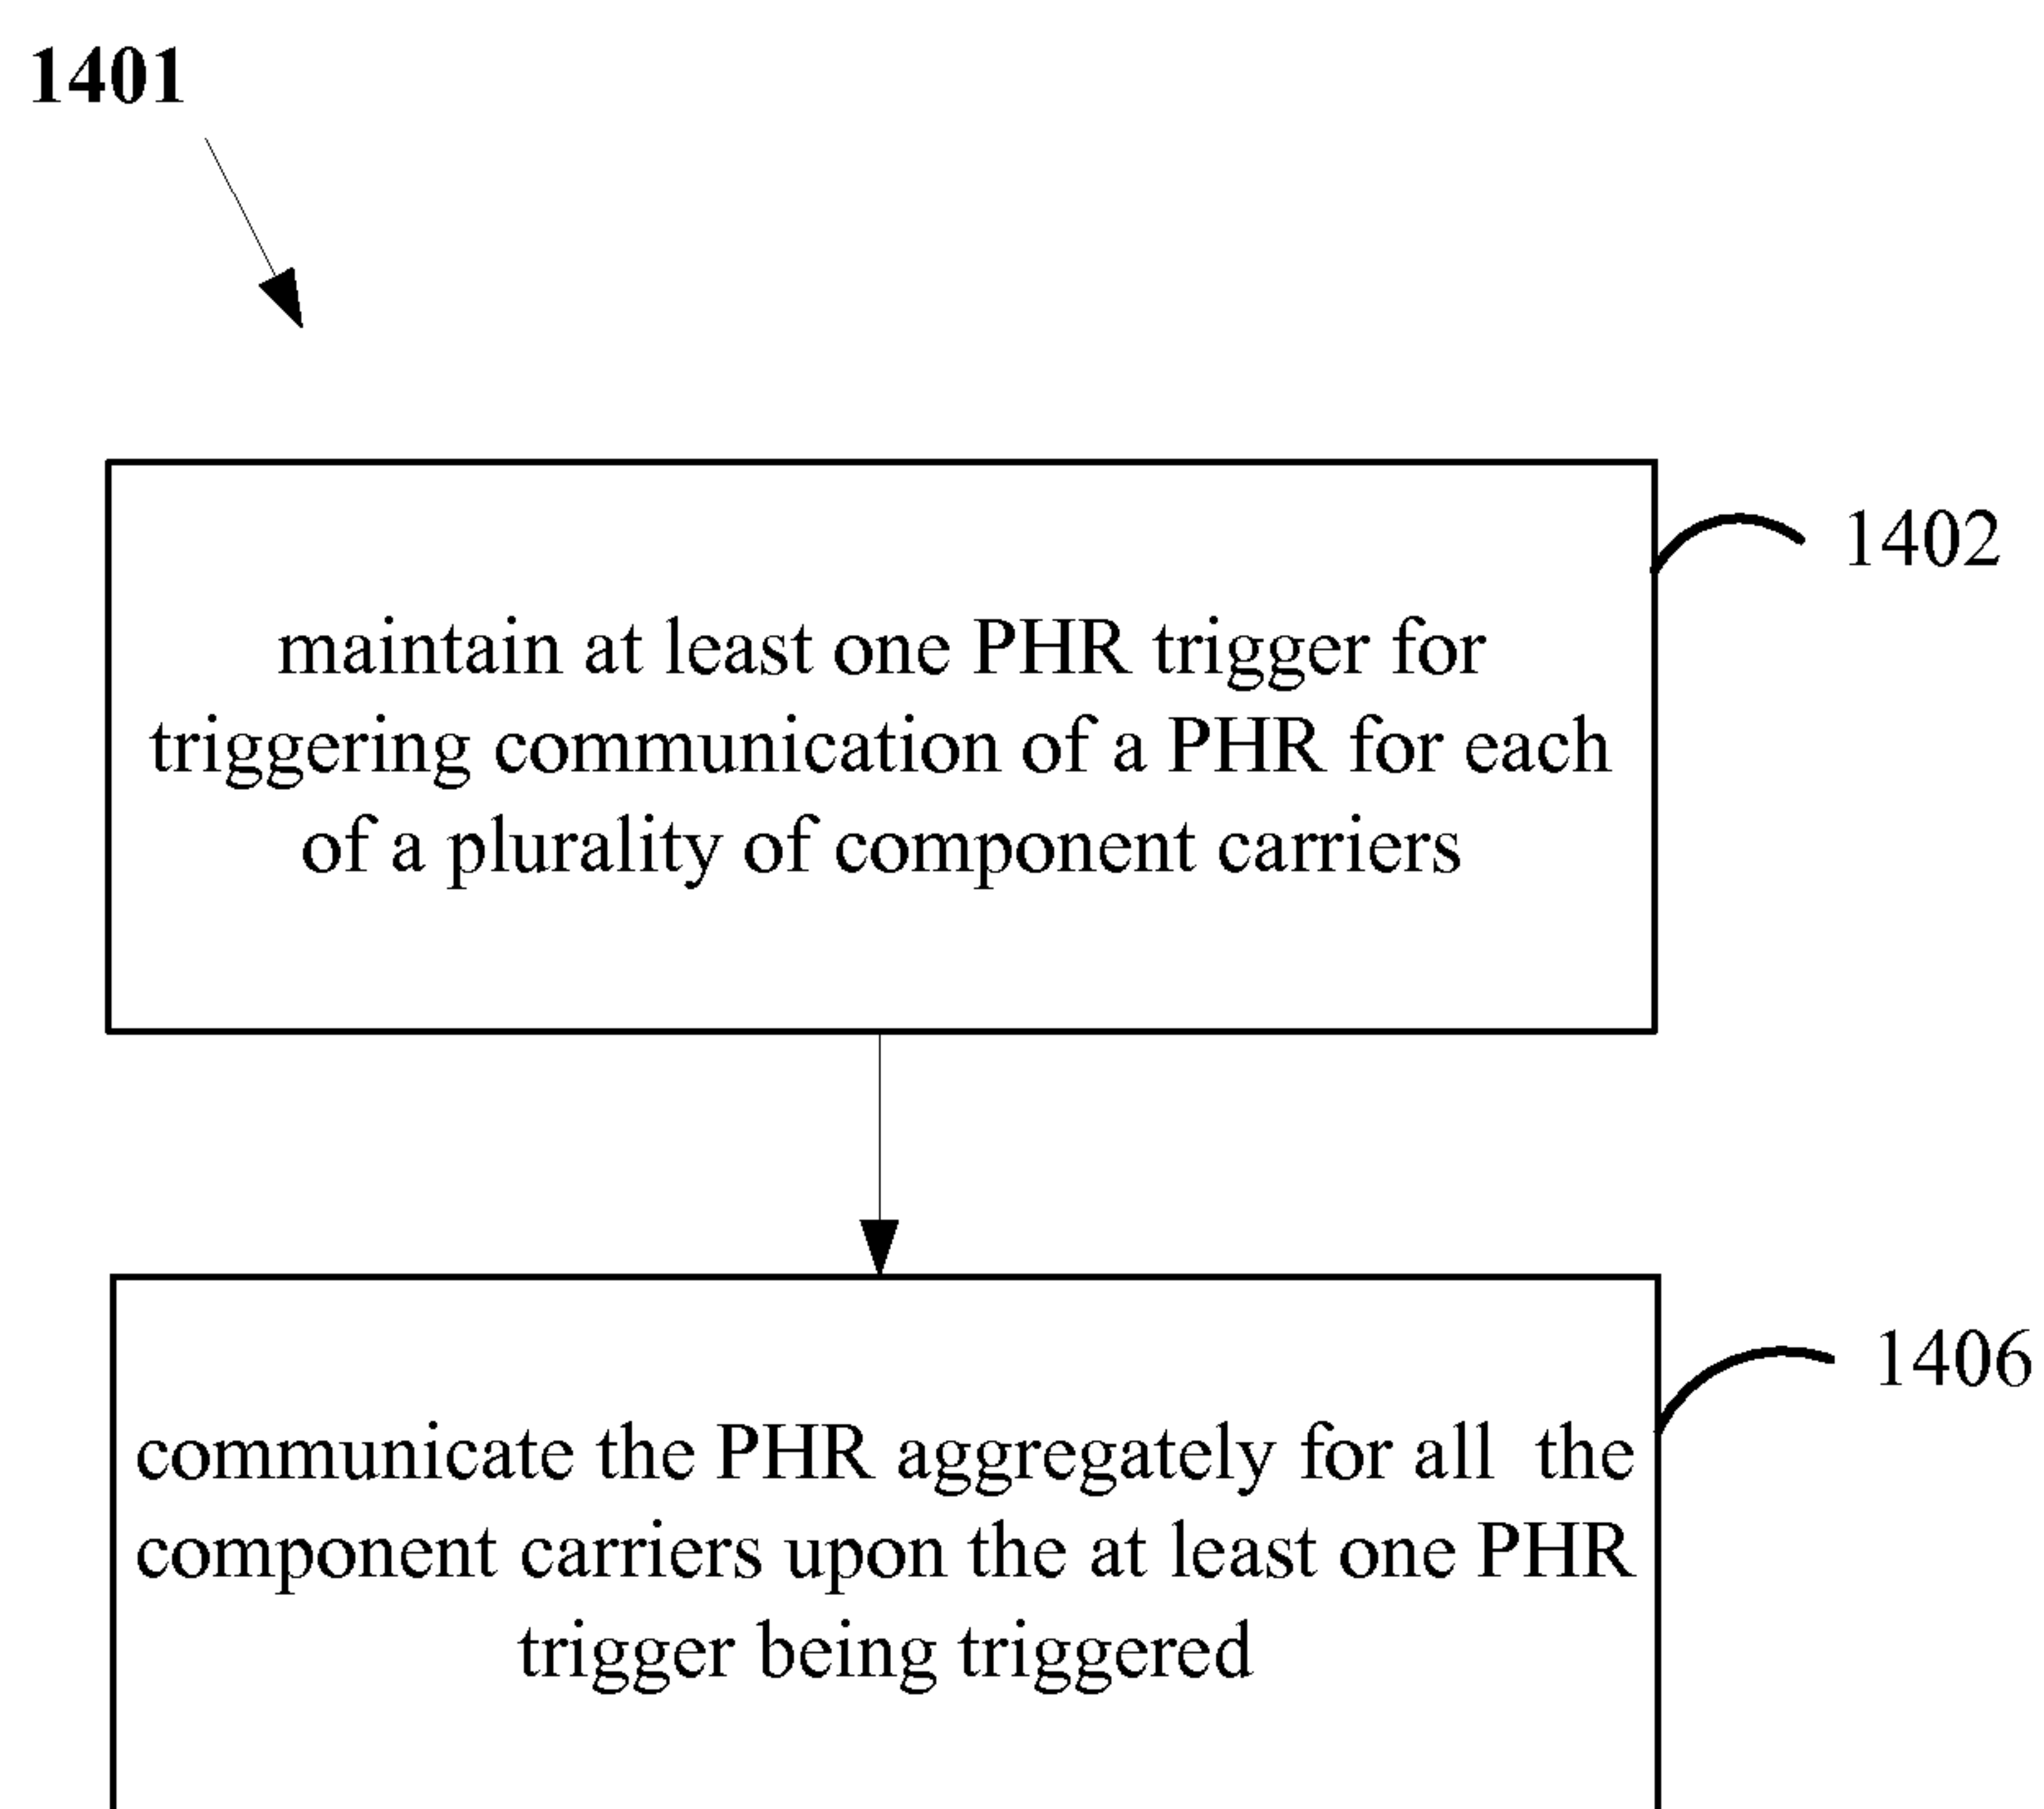 1401
1402
maintain at least one PHR trigger for
triggering communication of a PHR for each
of a plurality of component carriers
1406
communicate the PHR aggregately for all the
component carriers upon the at least one PHR
trigger being triggered